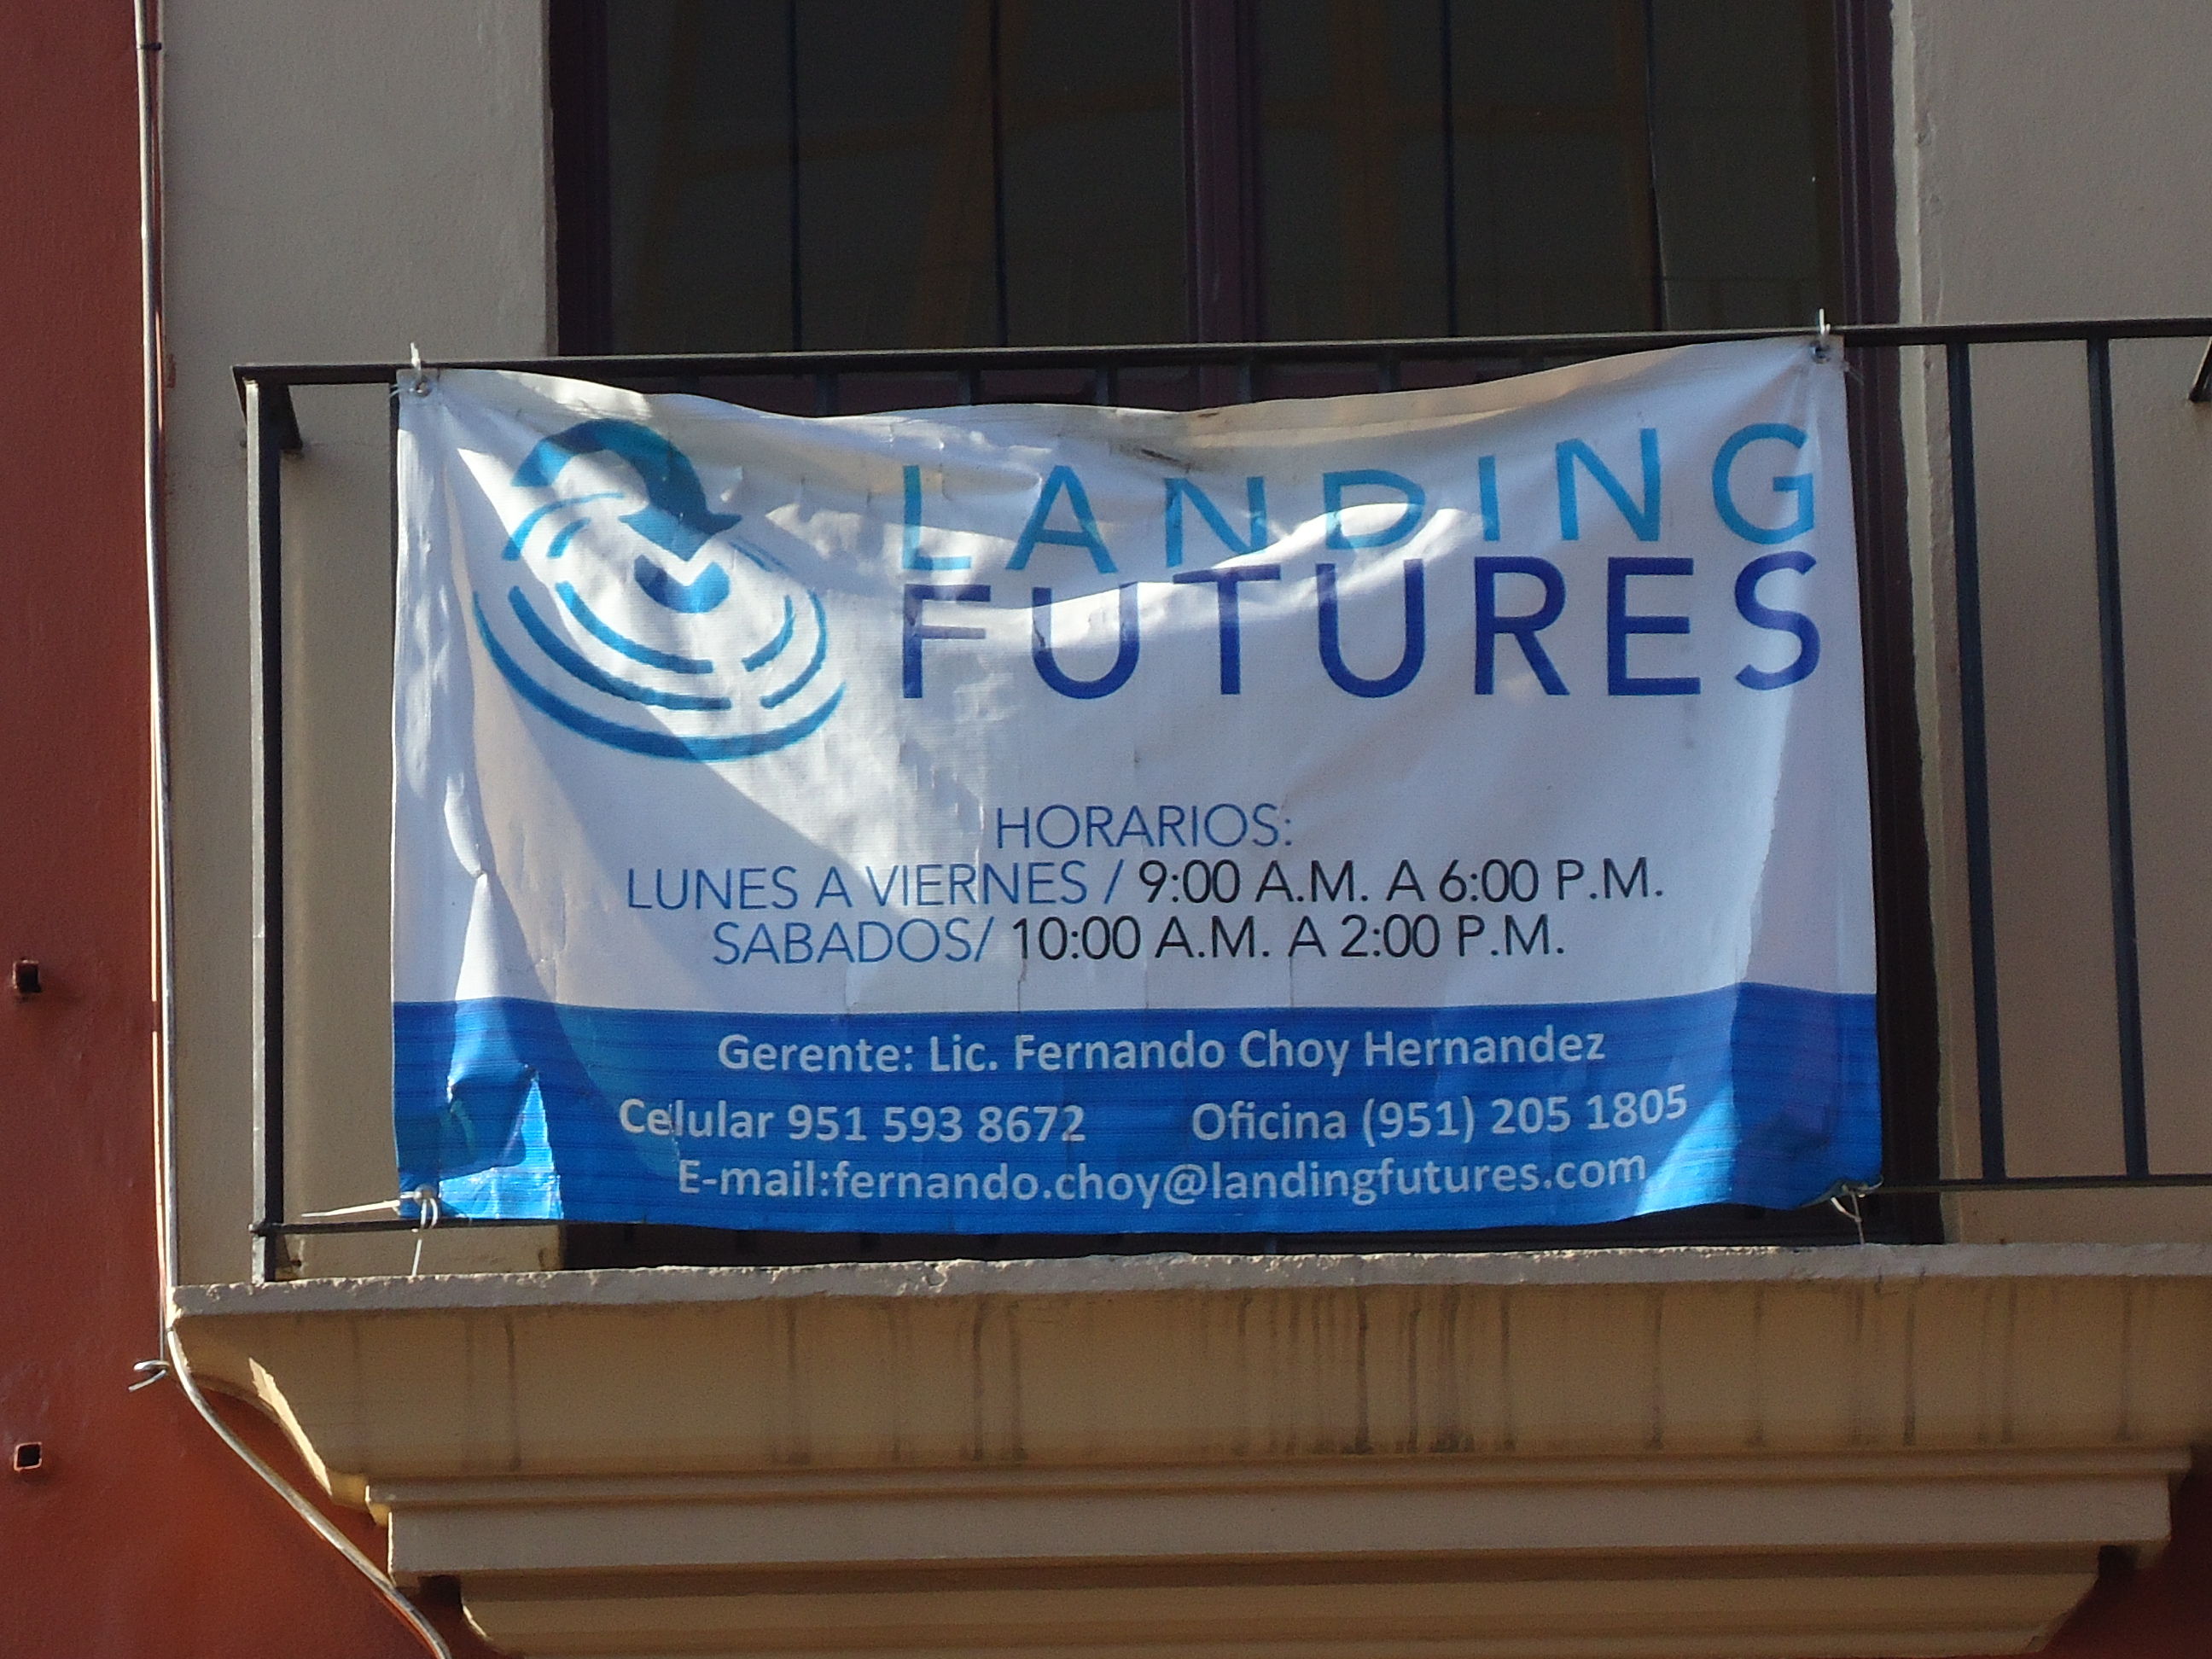 LANDING
FUTURES
HORARIOS:
LUNES A VIERNES / 9:00 A.M. A 6:00 P.M.
SABADOS/ 10:00 A.M. A 2:00 P.M.
Gerente: Lic. Fernando Choy Hernandez
Celular 951 593 8672 Oficina (951) 205 1805
E-mail:fernando.choy@landingfutures.com